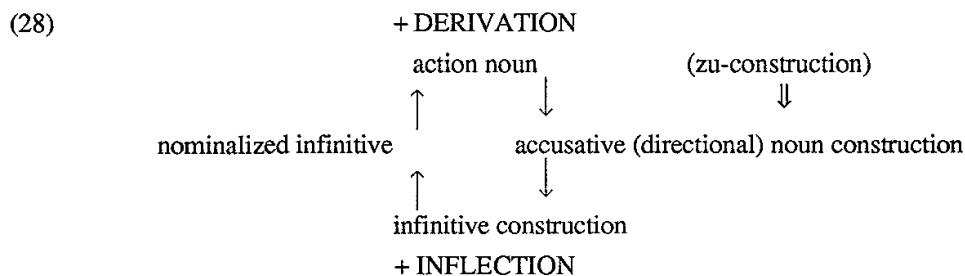 (28) + DERIVATION
action noun (zu-construction)
↑ ↓ ⇓
nominalized infinitive accusative (directional) noun construction
↑ ↓
infinitive construction
+ INFLECTION